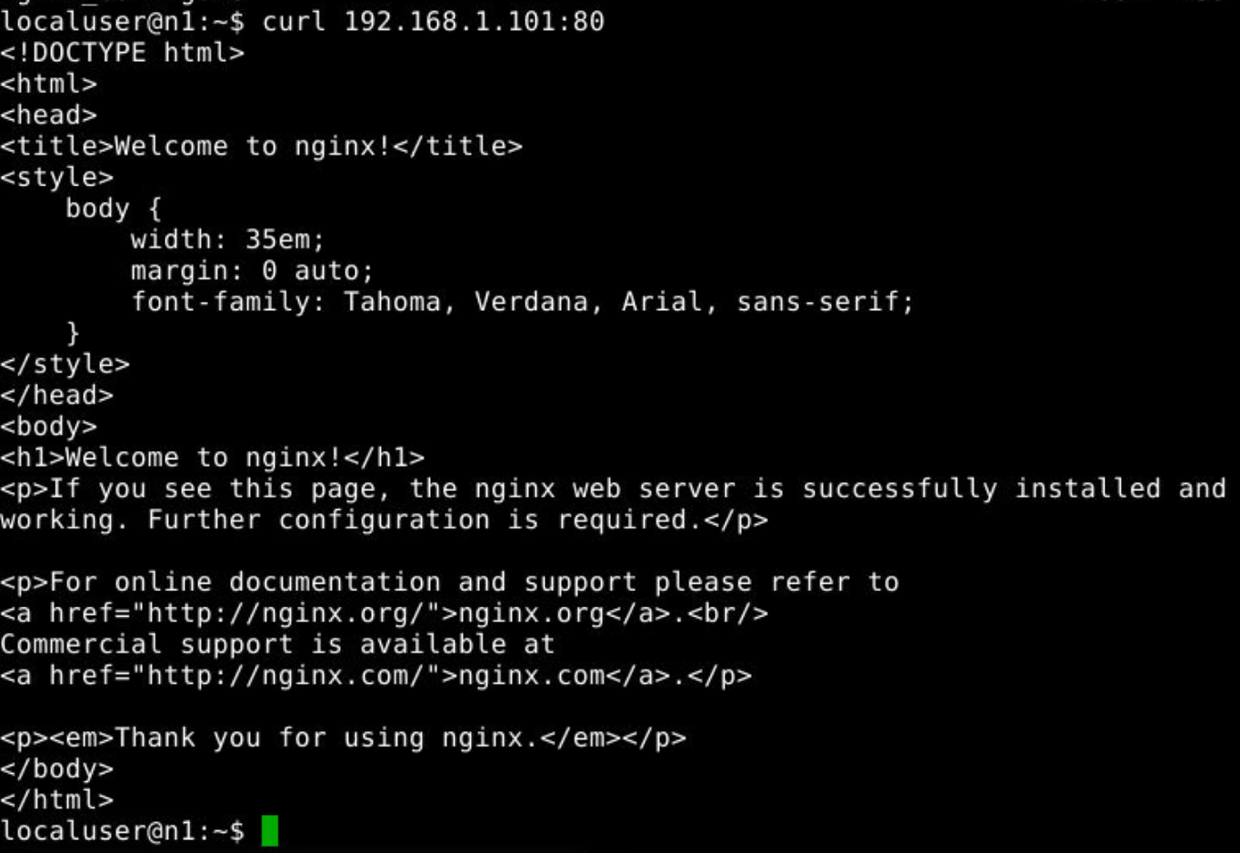 localuser@n1:~$ curl 192.168.1.101:80
<!DOCTYPE html>
<html>
<head>
<title>Welcome to nginx!</title>
<style>
    body {
        width: 35em;
        margin: 0 auto;
        font-family: Tahoma, Verdana, Arial, sans-serif;
    }
</style>
</head>
<body>
<h1>Welcome to nginx!</h1>
<p>If you see this page, the nginx web server is successfully installed and
working. Further configuration is required.</p>

<p>For online documentation and support please refer to
<a href="http://nginx.org/">nginx.org</a>.<br/>
Commercial support is available at
<a href="http://nginx.com/">nginx.com</a>.</p>

<p><em>Thank you for using nginx.</em></p>
</body>
</html>
localuser@n1:~$